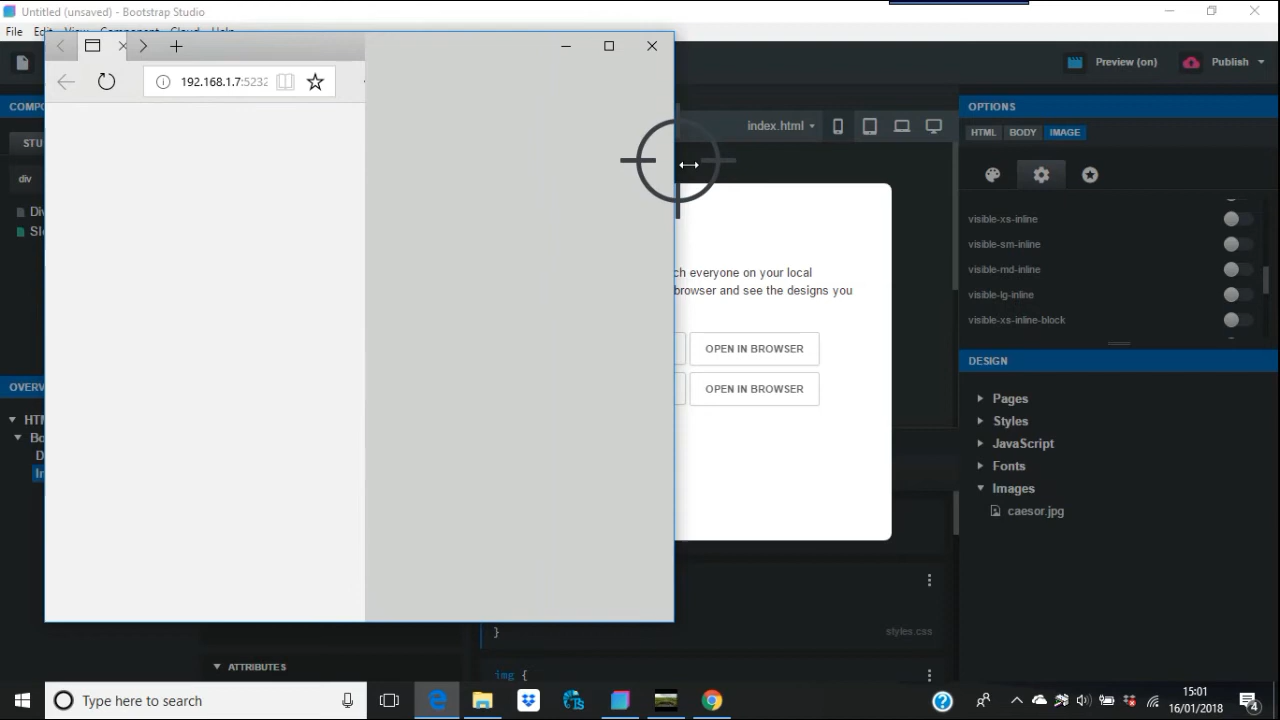 Untitled (unsaved) - Bootstrap Studio
File
192.168.1.7:5232
index.html
Preview (on)
Publish
STU
div
Di
OVERV
HTM
Bo
D
ch everyone on your local
browser and see the designs you
OPEN IN BROWSER
OPEN IN BROWSER
}
styles.css
img {
ATTRIBUTES
OPTIONS
HTML BODY IMAGE
visible-xs-inline
visible-sm-inline
visible-md-inline
visible-lg-inline
visible-xs-inline-block
DESIGN
Pages
Styles
JavaScript
Fonts
Images
caesor.jpg
Type here to search
15:01
16/01/2018
4